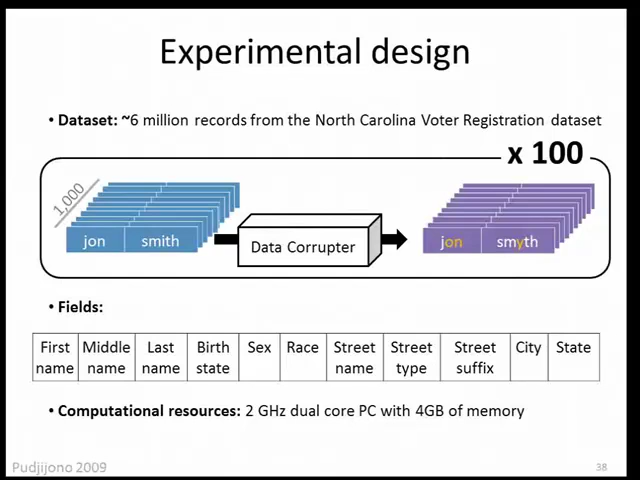 Experimental design
• Dataset: ~6 million records from the North Carolina Voter Registration dataset
x 100
1,000
jon smith
Data Corrupter
jon smyth
• Fields:
First name
Middle name
Last name
Birth state
Sex
Race
Street name
Street type
Street suffix
City
State
• Computational resources: 2 GHz dual core PC with 4GB of memory
Pudjijono 2009
38